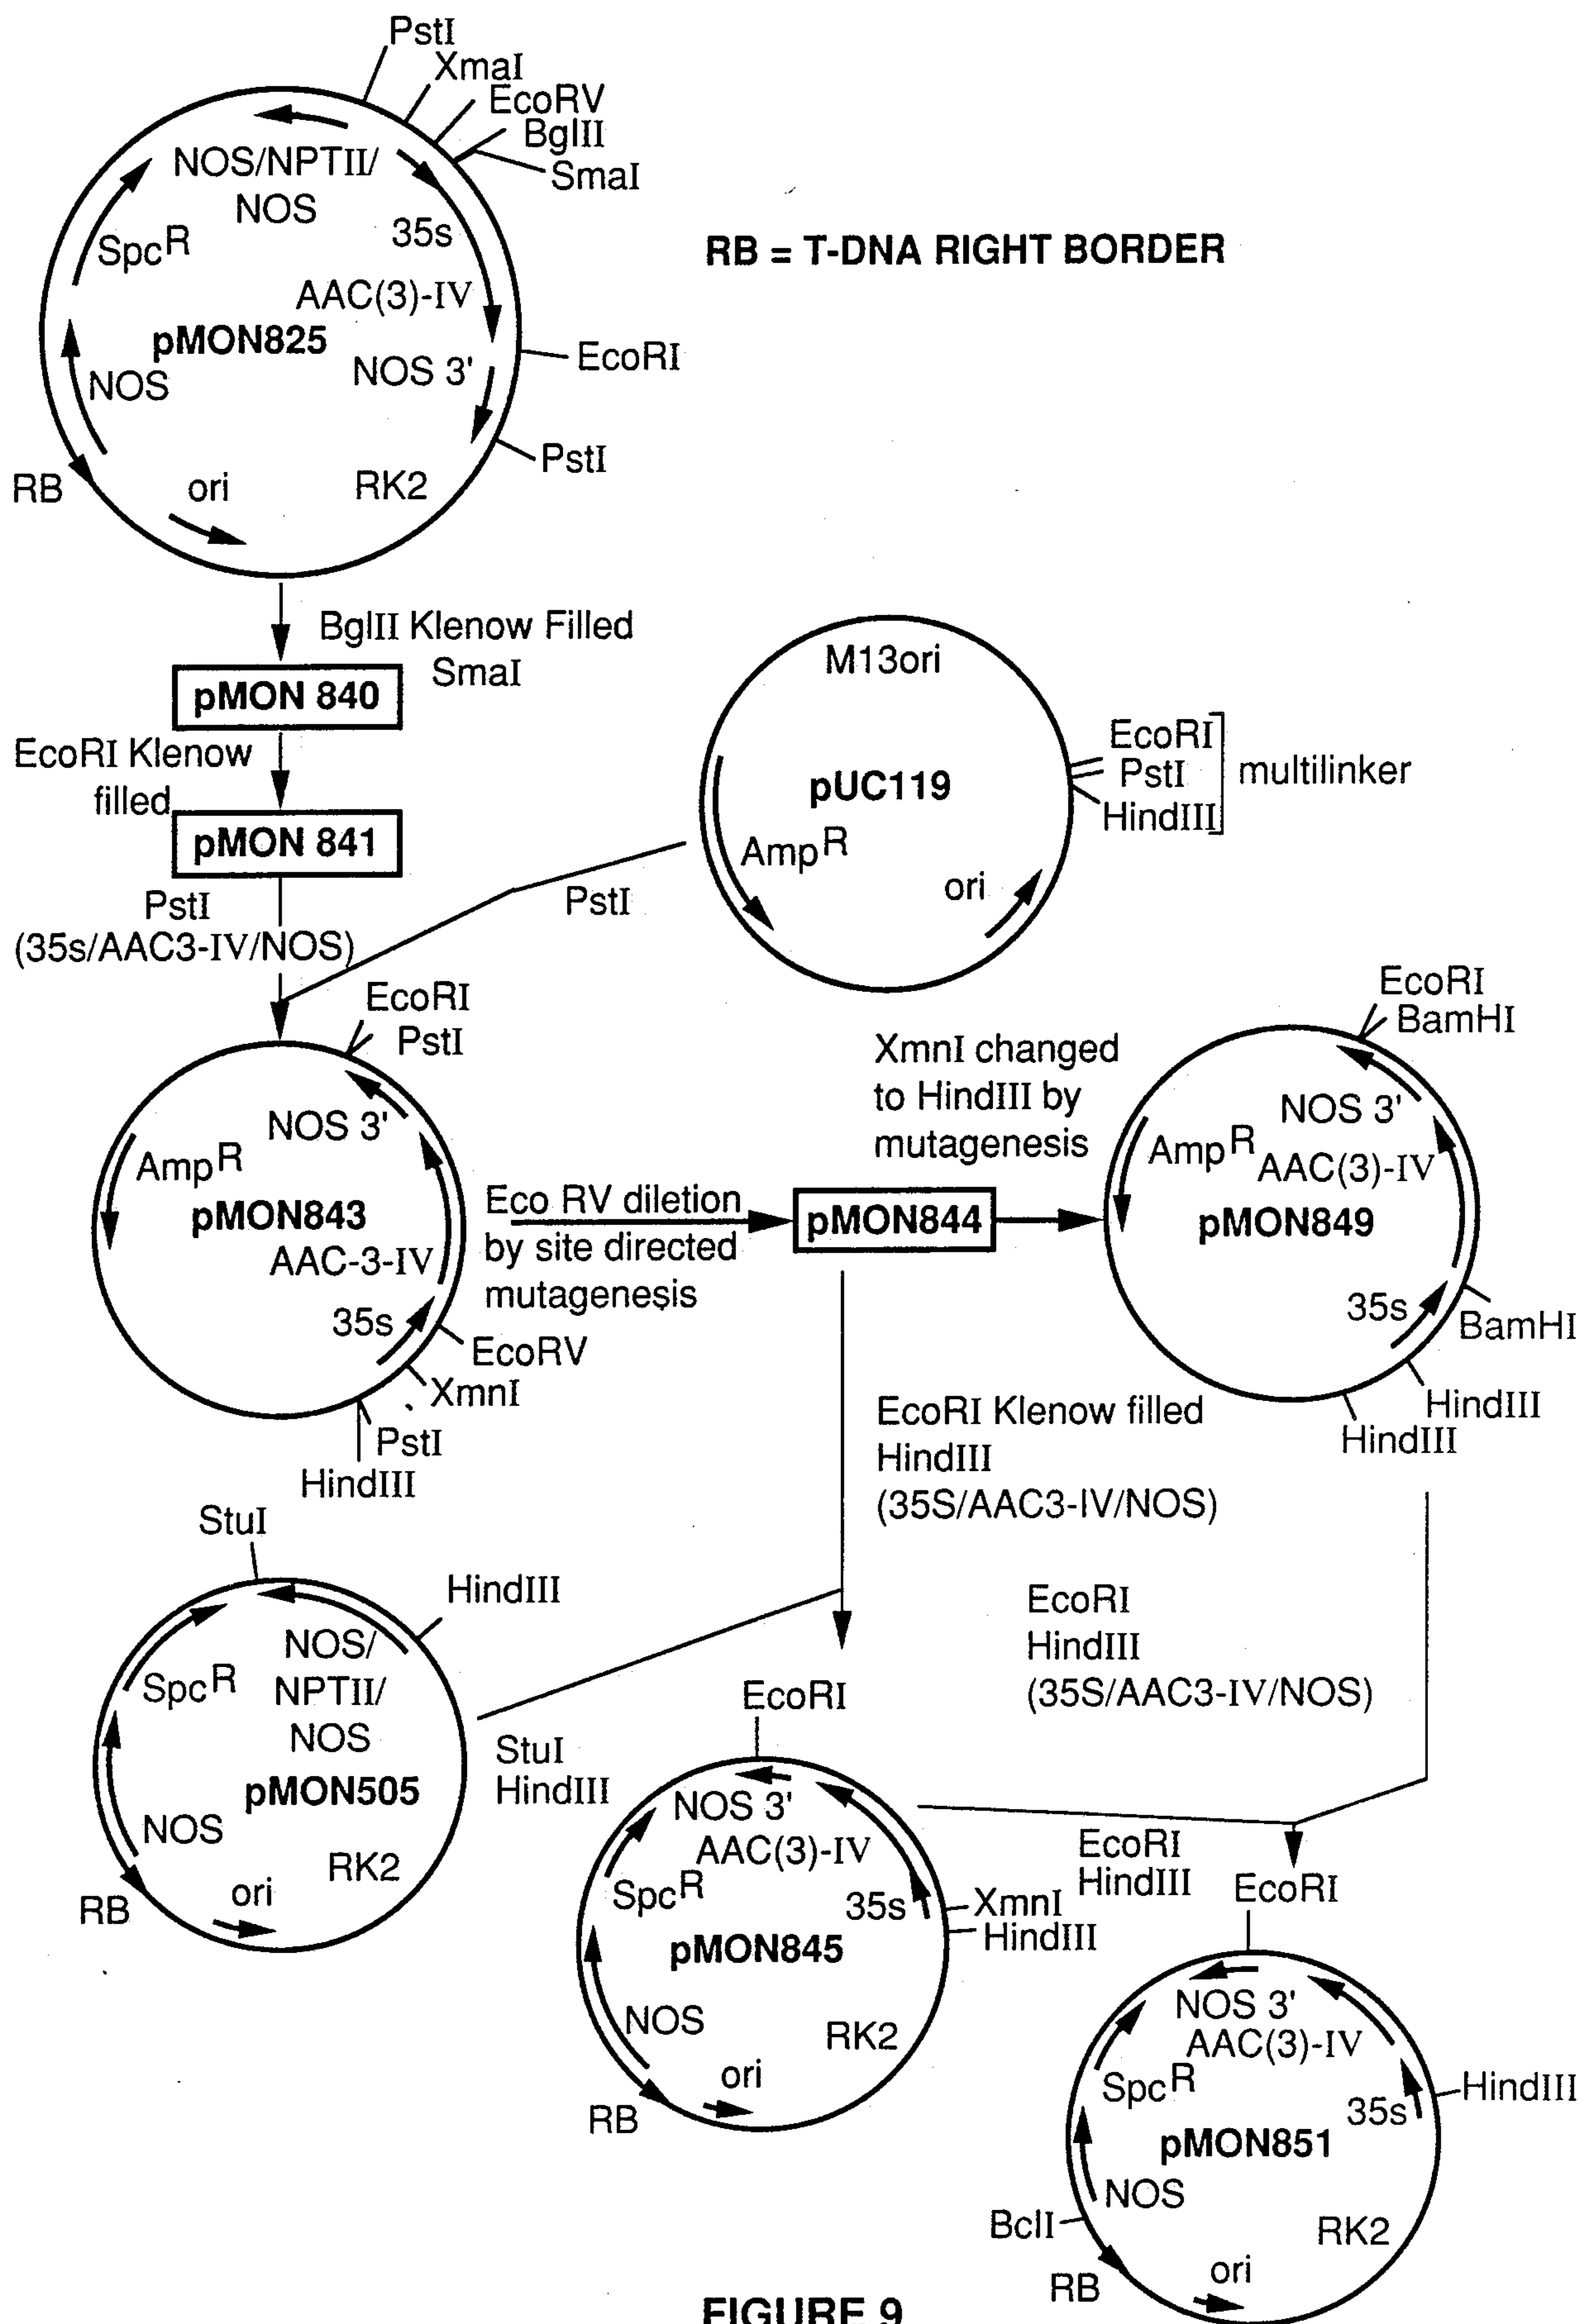 PstI
XmaI
EcoRV
BglII
SmaI
NOS/NPTII/
NOS
SpcR
35s
AAC(3)-IV
pMON825
NOS 3'
NOS
EcoRI
PstI
RB
ori
RK2
RB = T-DNA RIGHT BORDER
BglII Klenow Filled
SmaI
pMON 840
EcoRI Klenow
filled
pMON 841
PstI
(35s/AAC3-IV/NOS)
M13ori
pUC119
AmpR
ori
EcoRI
PstI
HindIII
multilinker
PstI
EcoRI
PstI
NOS 3'
AmpR
pMON843
AAC-3-IV
35s
EcoRV
XmnI
PstI
HindIII
Eco RV diletion
by site directed
mutagenesis
pMON844
XmnI changed
to HindIII by
mutagenesis
EcoRI
BamHI
NOS 3'
AmpR
AAC(3)-IV
pMON849
35s
BamHI
HindIII
HindIII
EcoRI Klenow filled
HindIII
(35S/AAC3-IV/NOS)
StuI
HindIII
NOS/
NPTII/
NOS
SpcR
pMON505
NOS
RK2
RB
ori
StuI
HindIII
EcoRI
HindIII
(35S/AAC3-IV/NOS)
EcoRI
NOS 3'
AAC(3)-IV
SpcR
35s
XmnI
HindIII
pMON845
NOS
RK2
ori
RB
EcoRI
HindIII
EcoRI
NOS 3'
AAC(3)-IV
SpcR
35s
HindIII
pMON851
NOS
BclI
RK2
RB
ori
FIGURE 9